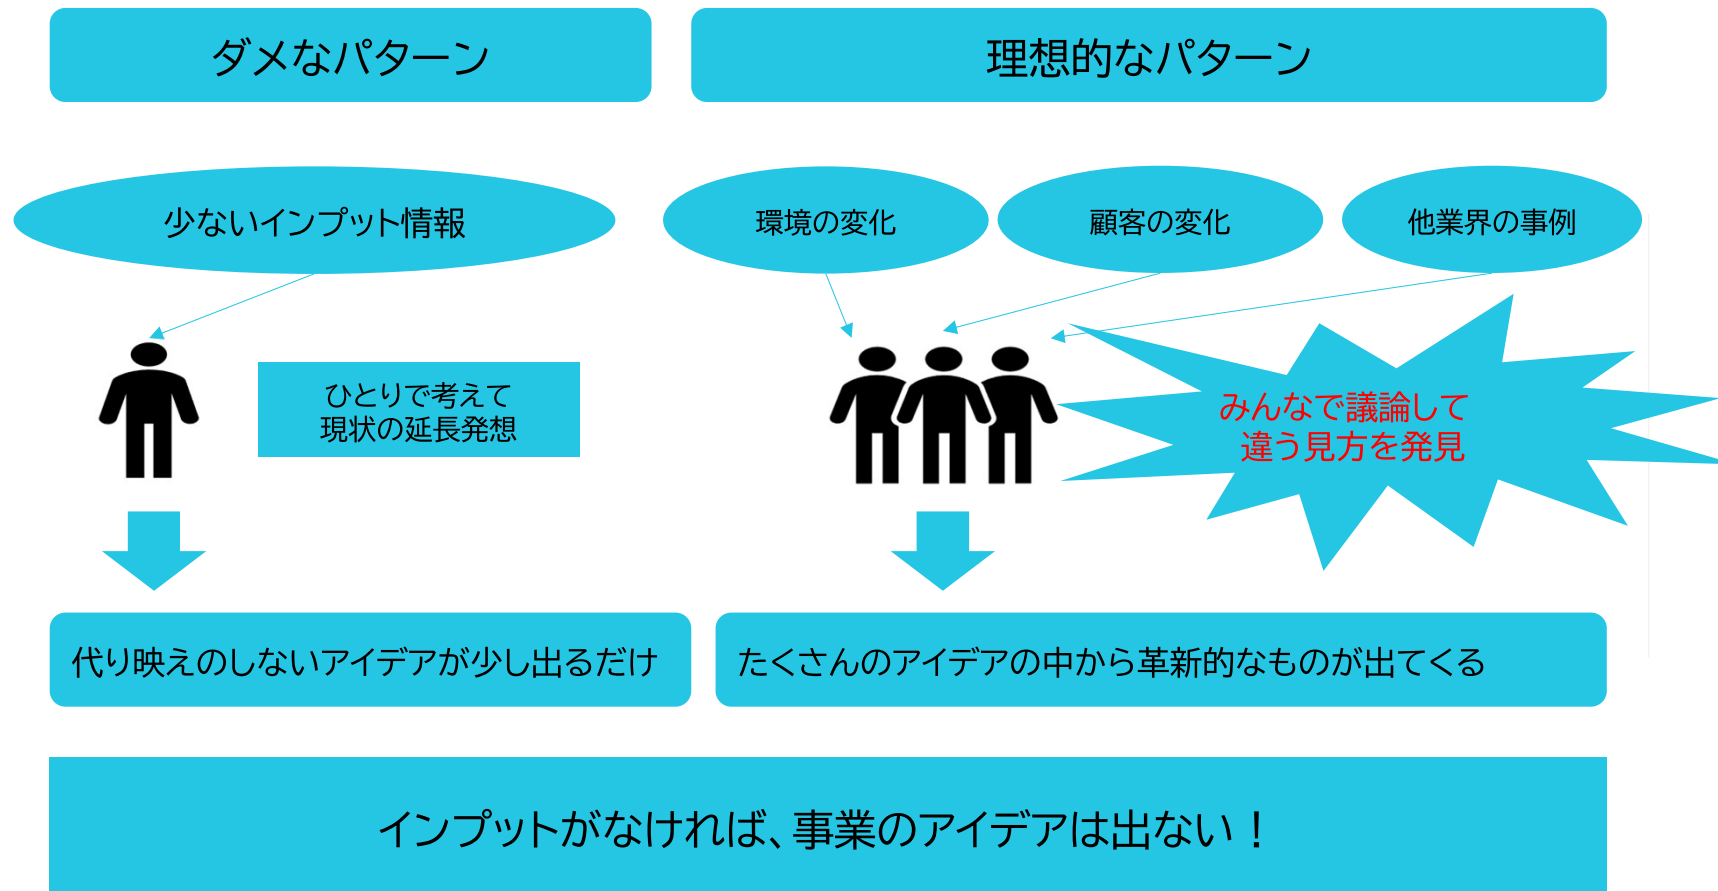 ダメなパターン
理想的なパターン
少ないインプット情報
環境の変化
顧客の変化
他業界の事例
ひとりで考えて
現状の延長発想
みんなで議論して
違う見方を発見
代り映えのしないアイデアが少し出るだけ
たくさんのアイデアの中から革新的なものが出てくる
インプットがなければ、事業のアイデアは出ない！